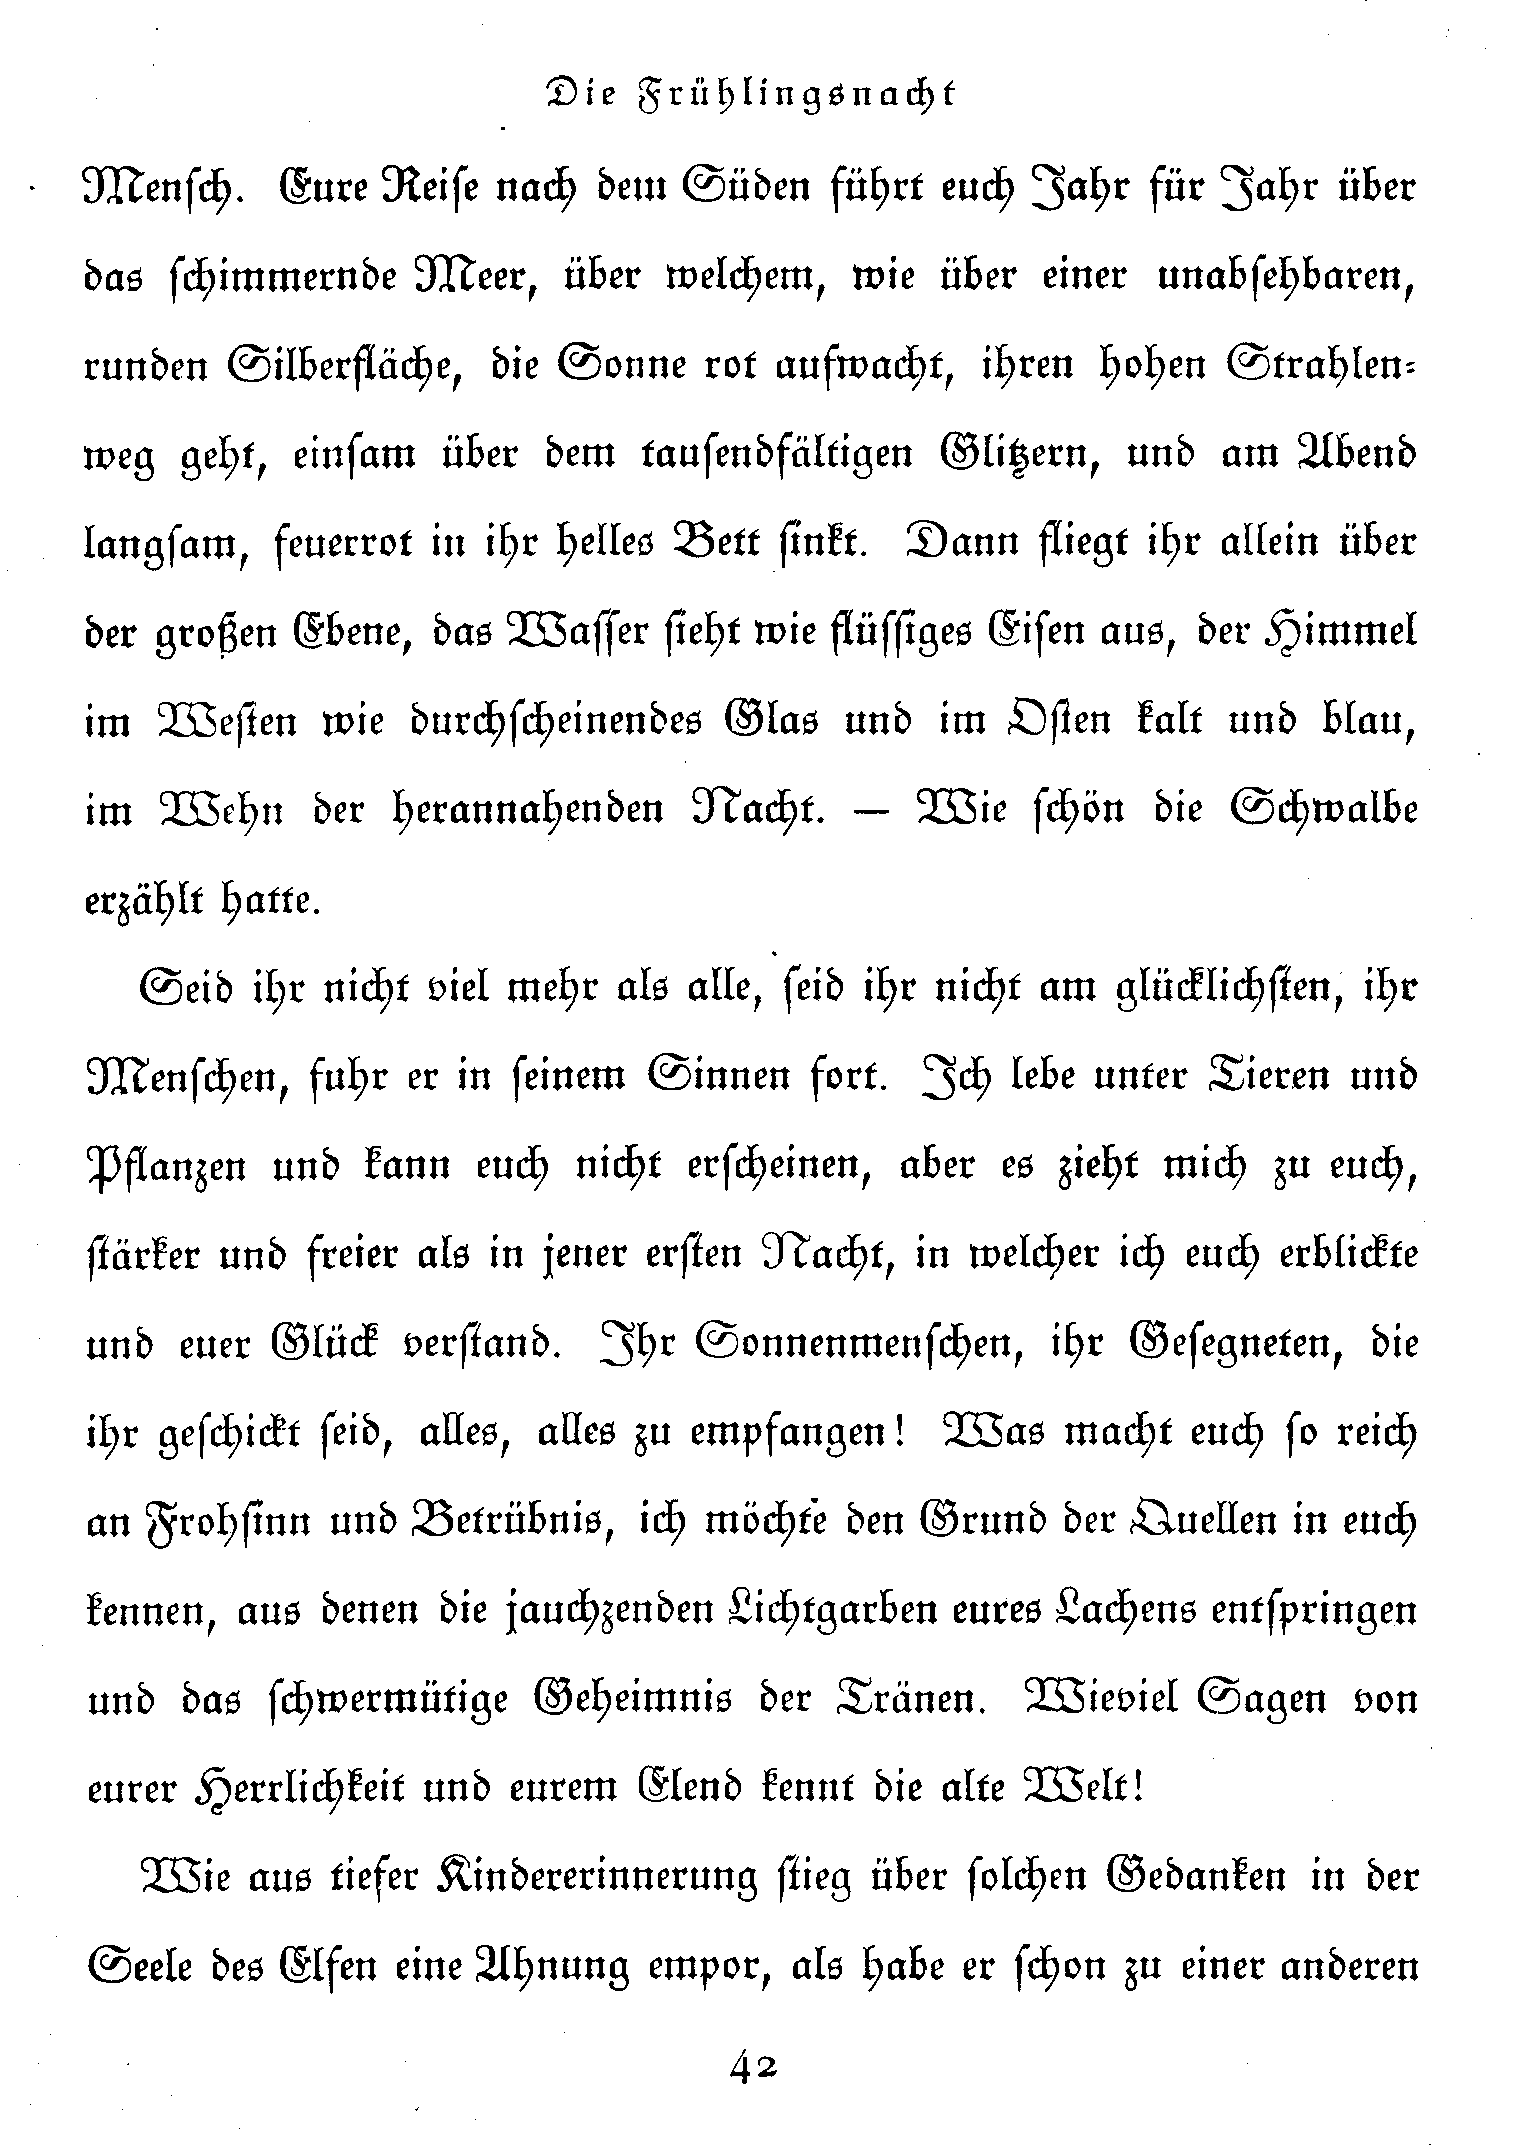 Die Frühlingsnacht
Menſch. Eure Reiſe nach dem Süden führt euch Jahr für Jahr über
das ſchimmernde Meer, über welchem, wie über einer unabſehbaren,
runden Silberfläche, die Sonne rot aufwacht, ihren hohen Strahlen⸗
weg geht, einſam über dem tauſendfältigen Glitzern, und am Abend
langſam, feuerrot in ihr helles Bett ſinkt. Dann fliegt ihr allein über
der großen Ebene, das Waſſer ſieht wie flüſſiges Eiſen aus, der Himmel
im Weſten wie durchſcheinendes Glas und im Oſten kalt und blau,
im Wehn der herannahenden Nacht. — Wie ſchön die Schwalbe
erzählt hatte.
Seid ihr nicht viel mehr als alle, ſeid ihr nicht am glücklichſten, ihr
Menſchen, fuhr er in ſeinem Sinnen fort. Ich lebe unter Tieren und
Pflanzen und kann euch nicht erſcheinen, aber es zieht mich zu euch,
ſtärker und freier als in jener erſten Nacht, in welcher ich euch erblickte
und euer Glück verſtand. Ihr Sonnenmenſchen, ihr Geſegneten, die
ihr geſchickt ſeid, alles, alles zu empfangen! Was macht euch ſo reich
an Frohſinn und Betrübnis, ich möchte den Grund der Quellen in euch
kennen, aus denen die jauchzenden Lichtgarben eures Lachens entſpringen
und das ſchwermütige Geheimnis der Tränen. Wieviel Sagen von
eurer Herrlichkeit und eurem Elend kennt die alte Welt!
Wie aus tiefer Kindererinnerung ſtieg über ſolchen Gedanken in der
Seele des Elfen eine Ahnung empor, als habe er ſchon zu einer anderen
42